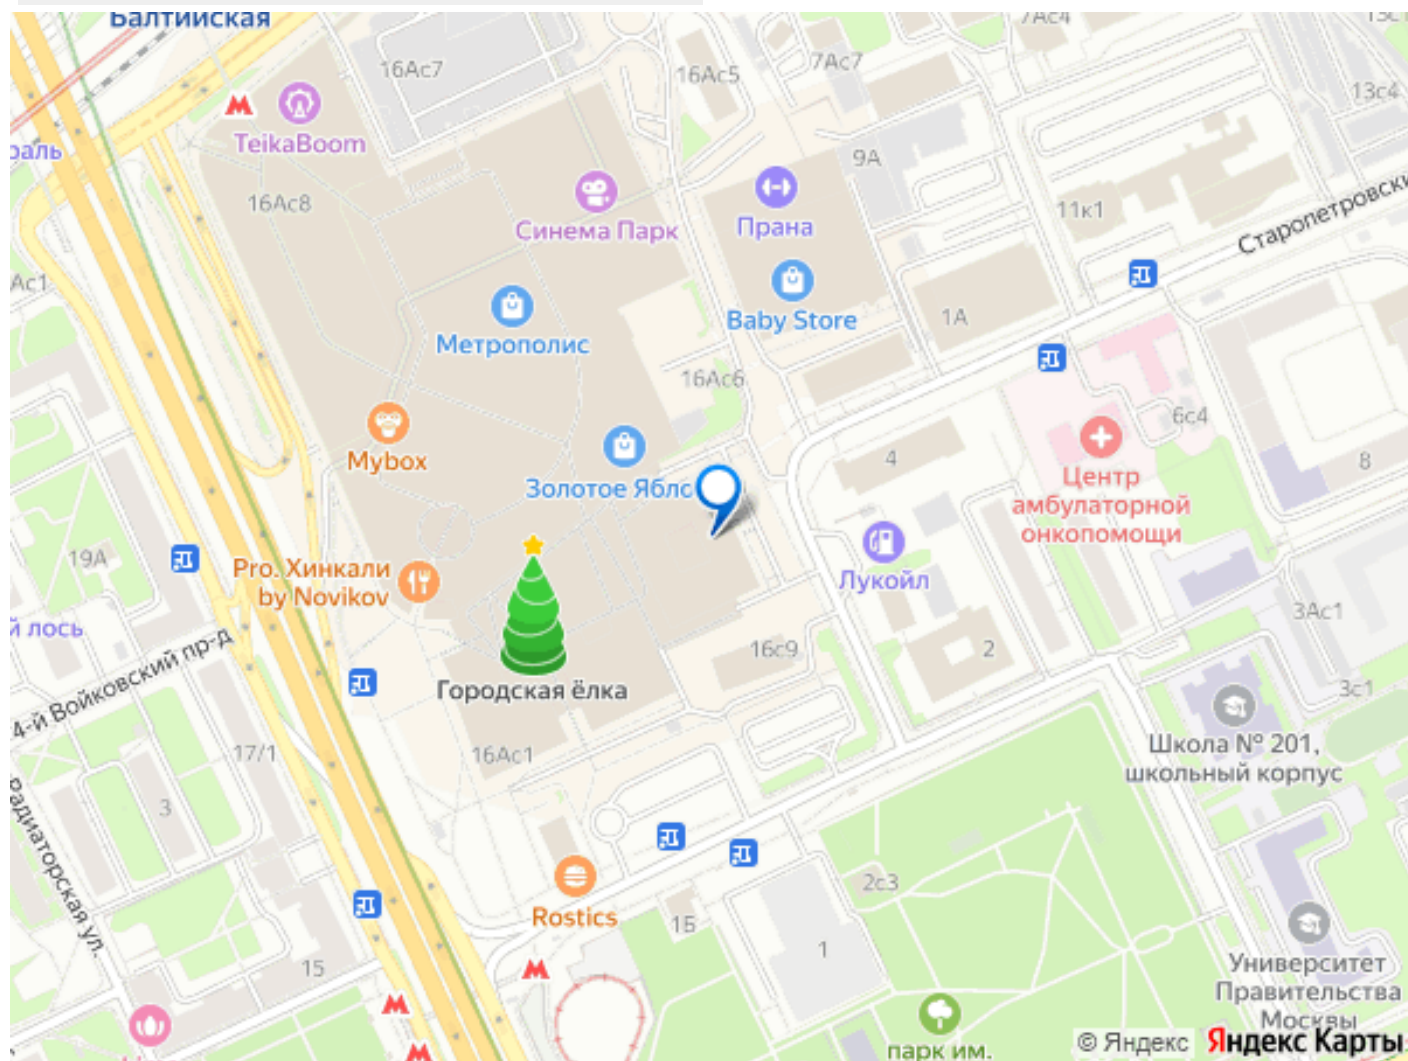 Балтийская
7Ас4
16Ас7
16Ас5
7Ас7
13с4
TeikaBoom
раль
9А
16Ас8
Синема Парк
Прана
11к1
Старопетровски
Ас1
Метрополис
Baby Store
1А
16Ас6
6с4
Mybox
4
8
Золотое Ябло
Центр
амбулаторной
онкопомощи
19А
Pro. Хинкали
by Novikov
Лукойл
й лось
3Ас1
4-й Войковский пр-д
16с9
2
Городская ёлка
3с1
17/1
16Ас1
Школа № 201,
школьный корпус
3
Радиаторская ул.
2с3
Rostics
1Б
1
15
Университет
Правительства
Москвы
парк им.
© Яндекс Яндекс Карты